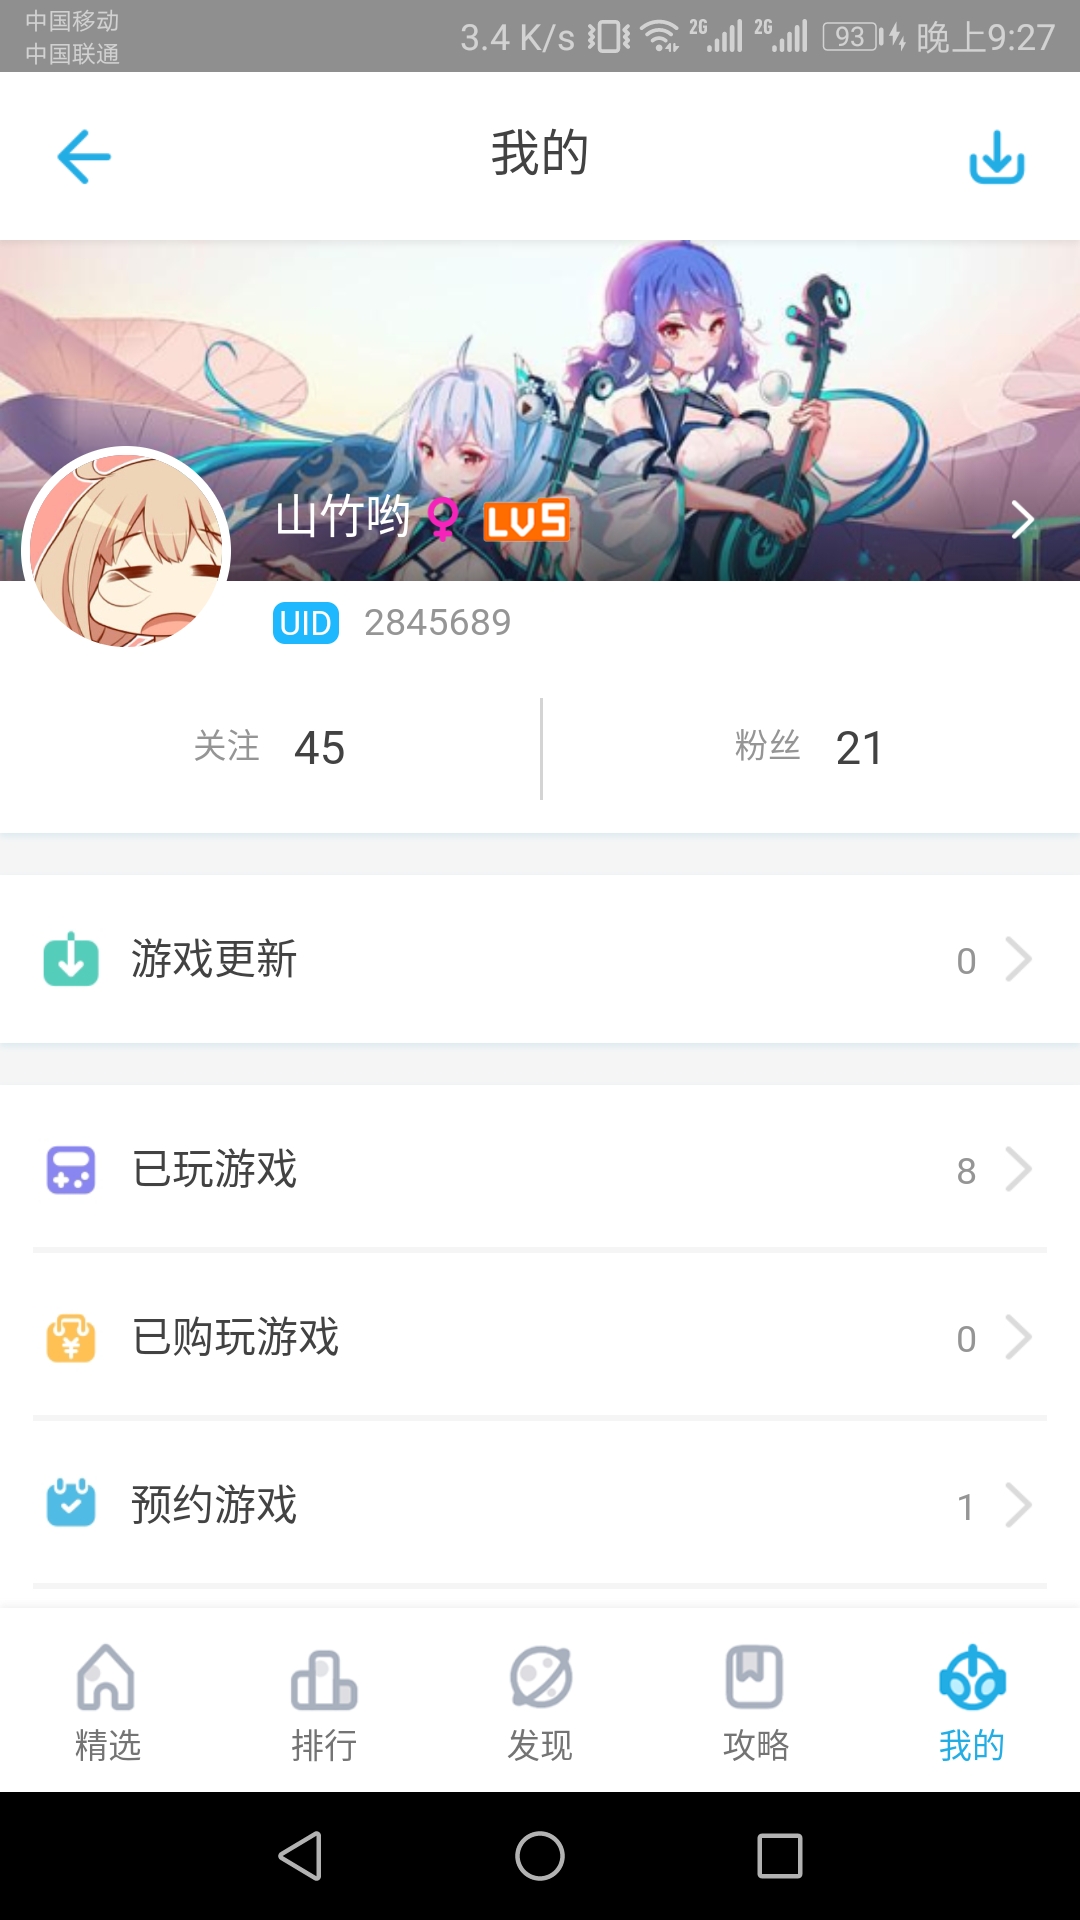 中国移动
中国联通
3.4 K/s 2G 2G 93 晚上9:27
我的
山竹哟 LV5
UID 2845689
关注 45
粉丝 21
游戏更新 0
已玩游戏 8
已购玩游戏 0
预约游戏 1
精选 排行 发现 攻略 我的